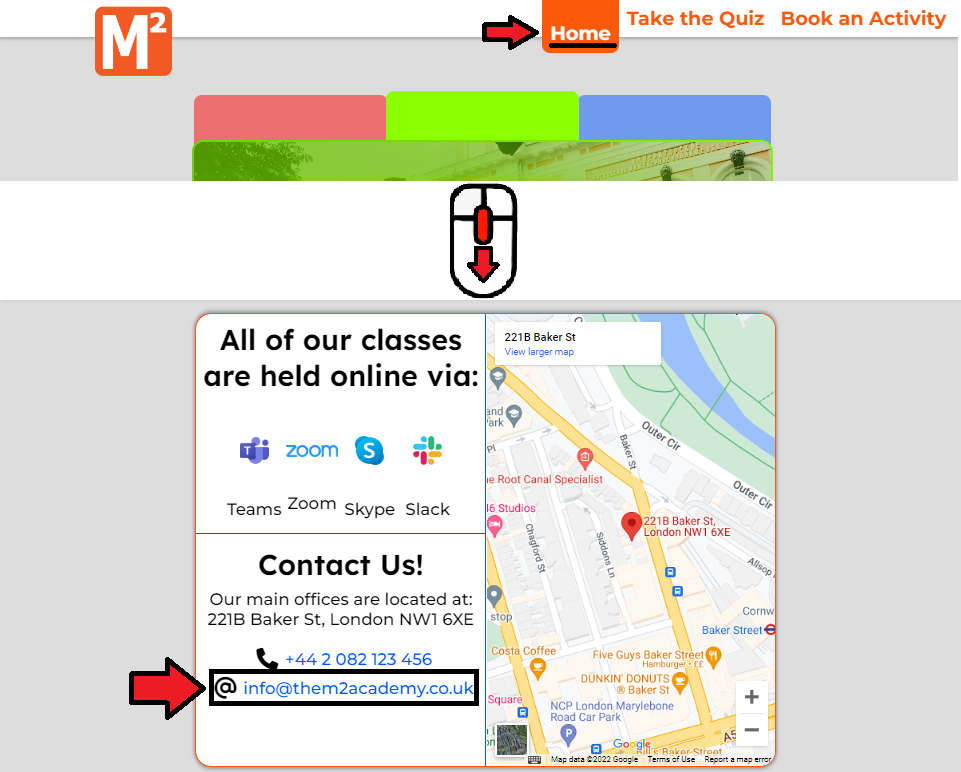 M²
Home
Take the Quiz
Book an Activity
All of our classes
are held online via:
T
zoom
S
Teams
Zoom
Skype
Slack
Contact Us!
Our main offices are located at:
221B Baker St, London NW1 6XE
+44 2 082 123 456
@ info@them2academy.co.uk
221B Baker St
View larger map
and
Park
Pl
Baker St
Outer Cir
Outer Cir
he Root Canal Specialist
46 Studios
221B Baker St,
London NW1 6XE
Chagford St
Siddons Ln
Allsop
stop
Cornw
Baker Street
Costa Coffee
Five Guys Baker Street
Hamburger • ££
DUNKIN' DONUTS
® Baker St
Square
NCP London Marylebone
Road Car Park
P
+
−
A5
Google
Bill's Baker Street
Map data ©2022 Google
Terms of Use
Report a map error